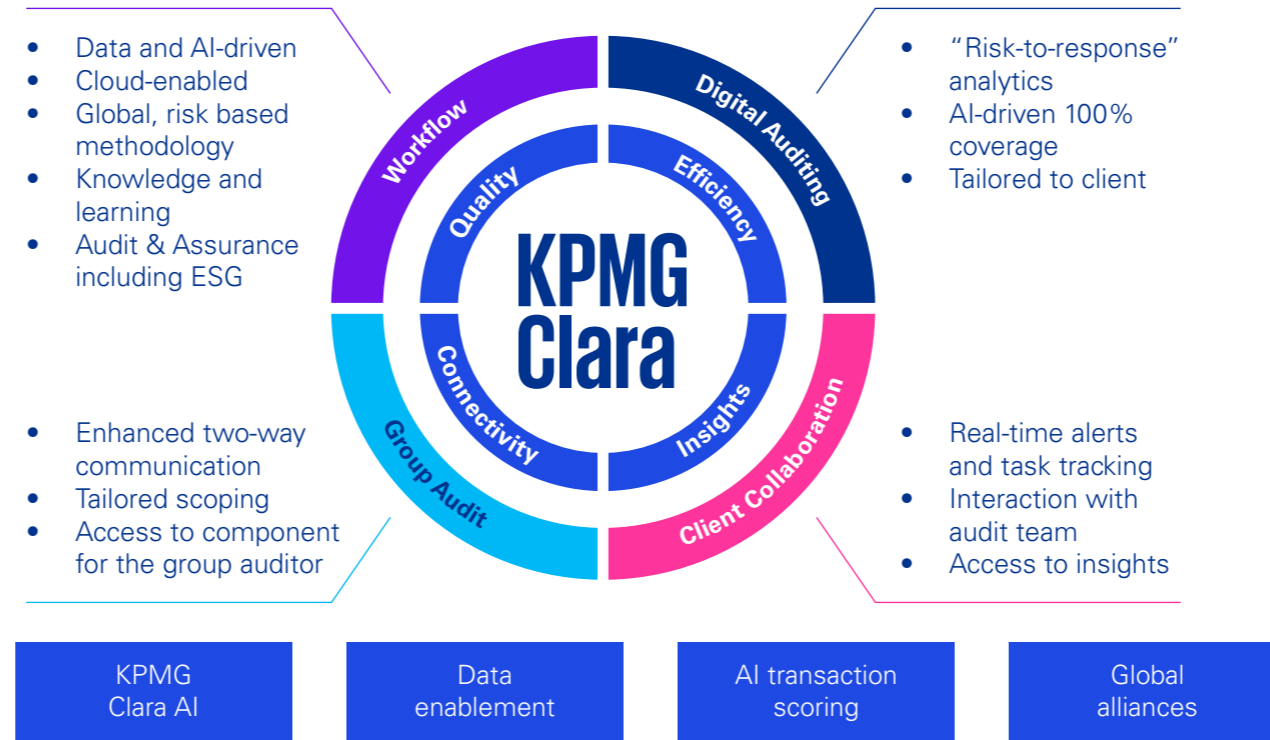 • Data and AI-driven
• Cloud-enabled
• Global, risk based
methodology
• Knowledge and
learning
• Audit & Assurance
including ESG
• “Risk-to-response”
analytics
• AI-driven 100%
coverage
• Tailored to client
Workflow
Digital Auditing
Quality
Efficiency
KPMG
Clara
Connectivity
Insights
Group Audit
Client Collaboration
• Enhanced two-way
communication
• Tailored scoping
• Access to component
for the group auditor
• Real-time alerts
and task tracking
• Interaction with
audit team
• Access to insights
KPMG
Clara AI
Data
enablement
AI transaction
scoring
Global
alliances